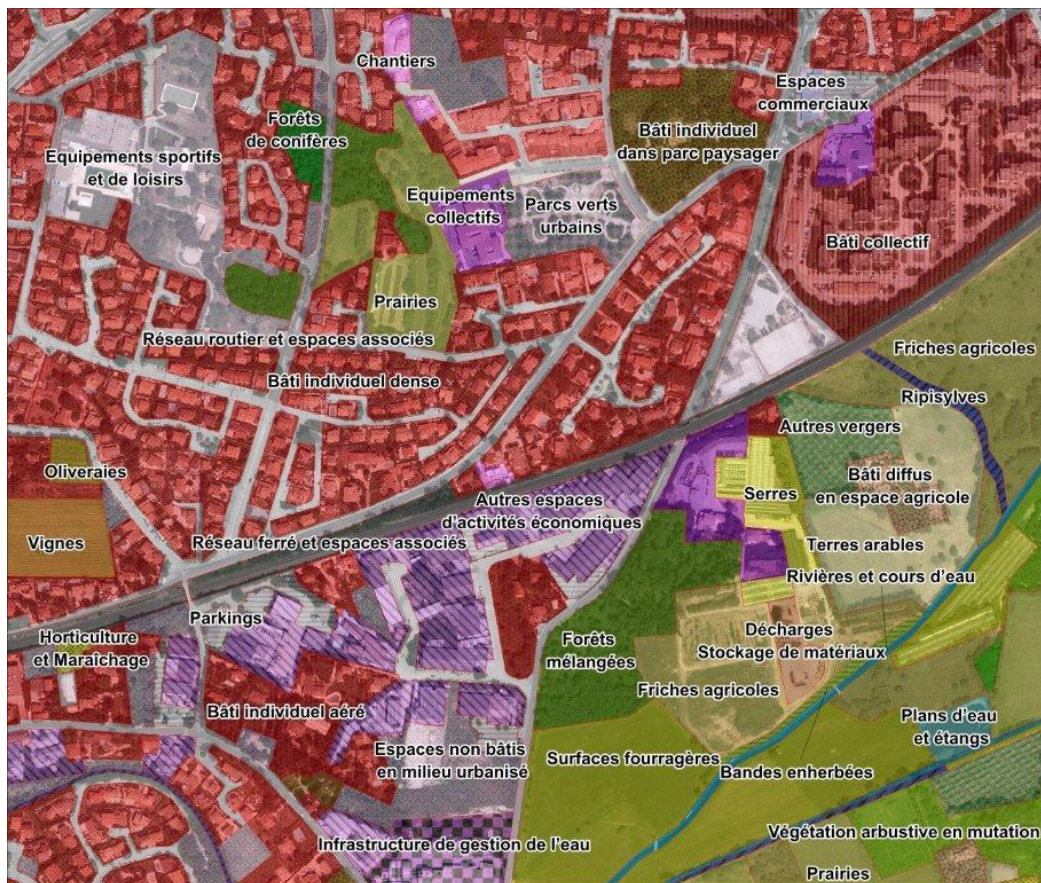 Chantiers
Espaces
commerciaux
Forêts
de conifères
Bâti individuel
dans parc paysager
Equipements sportifs
et de loisirs
Equipements
collectifs
Parcs verts
urbains
Bâti collectif
Prairies
Réseau routier et espaces associés
Friches agricoles
Bâti individuel dense
Ripisylves
Autres vergers
Oliveraies
Bâti diffus
en espace agricole
Serres
Autres espaces
d'activités économiques
Vignes
Réseau ferré et espaces associés
Terres arables
Rivières et cours d'eau
Parkings
Horticulture
et Maraîchage
Forêts
mélangées
Décharges
Stockage de matériaux
Friches agricoles
Bâti individuel aéré
Plans d'eau
et étangs
Espaces non bâtis
en milieu urbanisé
Surfaces fourragères
Bandes enherbées
Infrastructure de gestion de l'eau
Végétation arbustive en mutation
Prairies